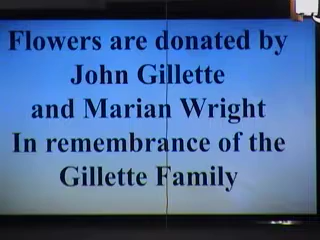 Flowers are donated by
John Gillette
and Marian Wright
In remembrance of the
Gillette Family